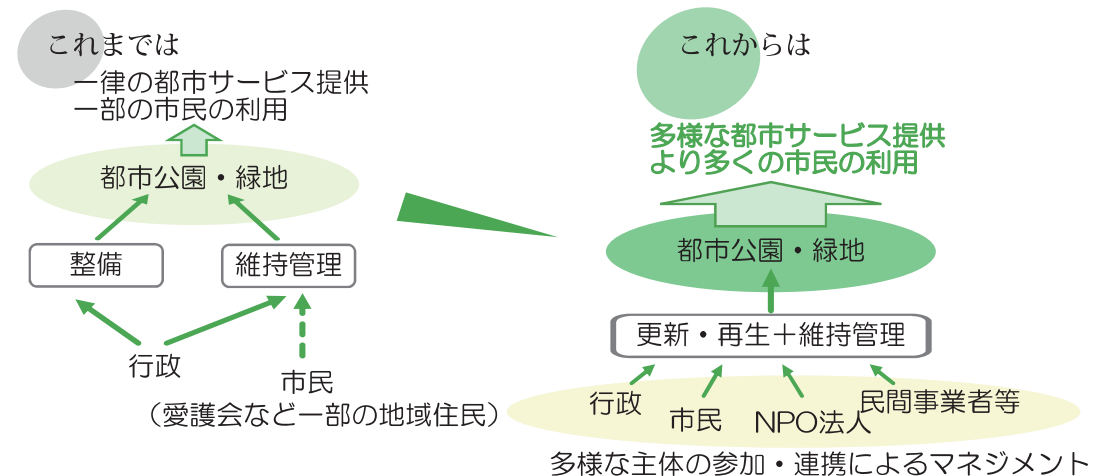 これまでは
一律の都市サービス提供
一部の市民の利用
都市公園・緑地
整備
維持管理
行政
市民
（愛護会など一部の地域住民）
これからは
多様な都市サービス提供
より多くの市民の利用
都市公園・緑地
更新・再生＋維持管理
行政
市民
NPO法人
民間事業者等
多様な主体の参加・連携によるマネジメント